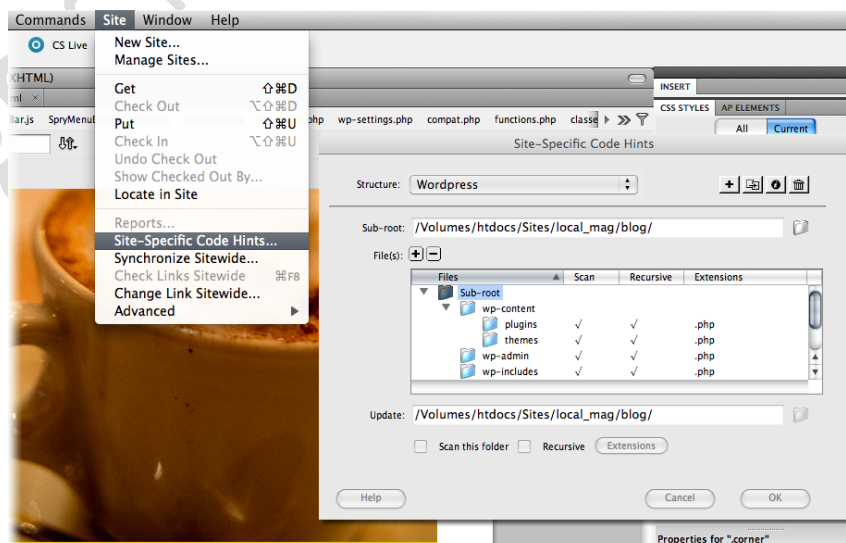 Commands Site Window Help
CS Live
New Site...
Manage Sites...
Get ⇧⌘D
Check Out ⌥⇧⌘D
Put ⇧⌘U
Check In ⌥⇧⌘U
Undo Check Out
Show Checked Out By...
Locate in Site
Reports...
Site-Specific Code Hints...
Synchronize Sitewide...
Check Links Sitewide ⌘F8
Change Link Sitewide...
Advanced
XHTML)
ml ×
Bar.js SpryMenu
php wp-settings.php compat.php functions.php classe
INSERT
CSS STYLES AP ELEMENTS
All Current
Site-Specific Code Hints
Structure: Wordpress
Sub-root: /Volumes/htdocs/Sites/local_mag/blog/
File(s):
Files Scan Recursive Extensions
Sub-root
wp-content
plugins √ √ .php
themes √ √ .php
wp-admin √ √ .php
wp-includes √ √ .php
Update: /Volumes/htdocs/Sites/local_mag/blog/
Scan this folder Recursive Extensions
Help Cancel OK
Properties for ".corner"